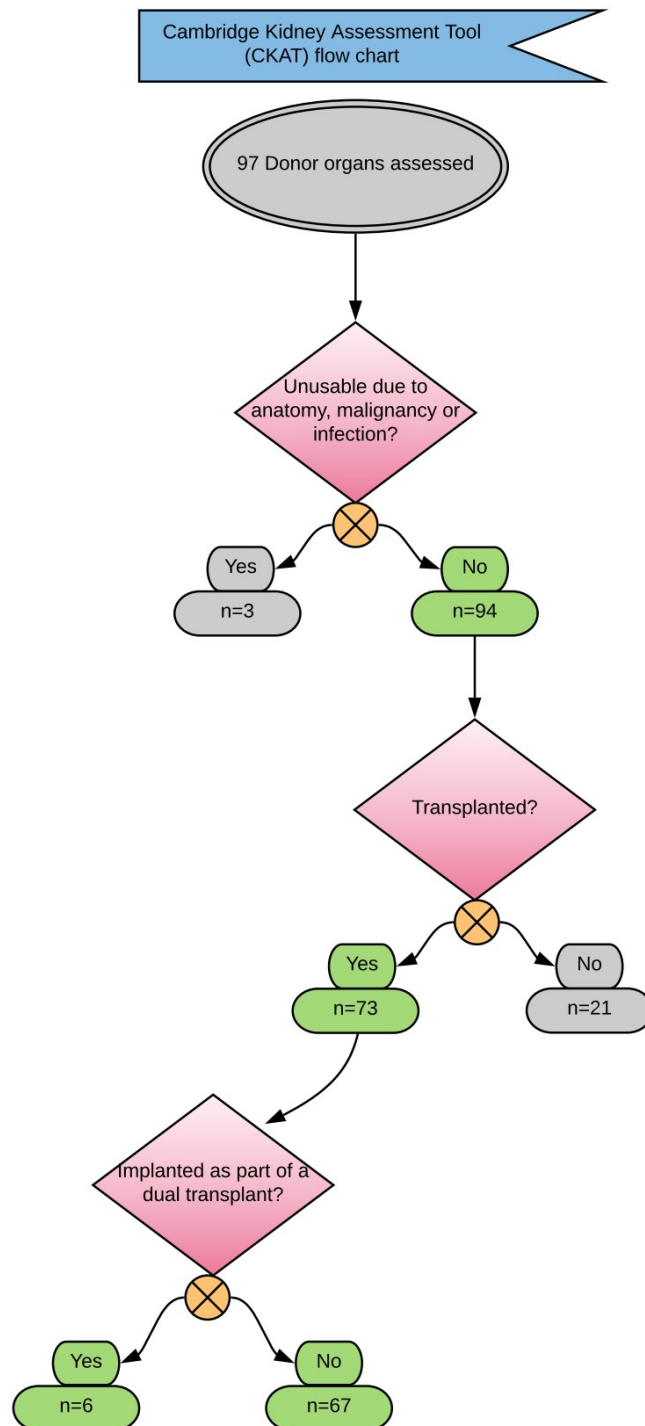 Cambridge Kidney Assessment Tool
(CKAT) flow chart
97 Donor organs assessed
Unusable due to
anatomy, malignancy or
infection?
Yes
No
n=3
n=94
Transplanted?
Yes
No
n=73
n=21
Implanted as part of a
dual transplant?
Yes
No
n=6
n=67